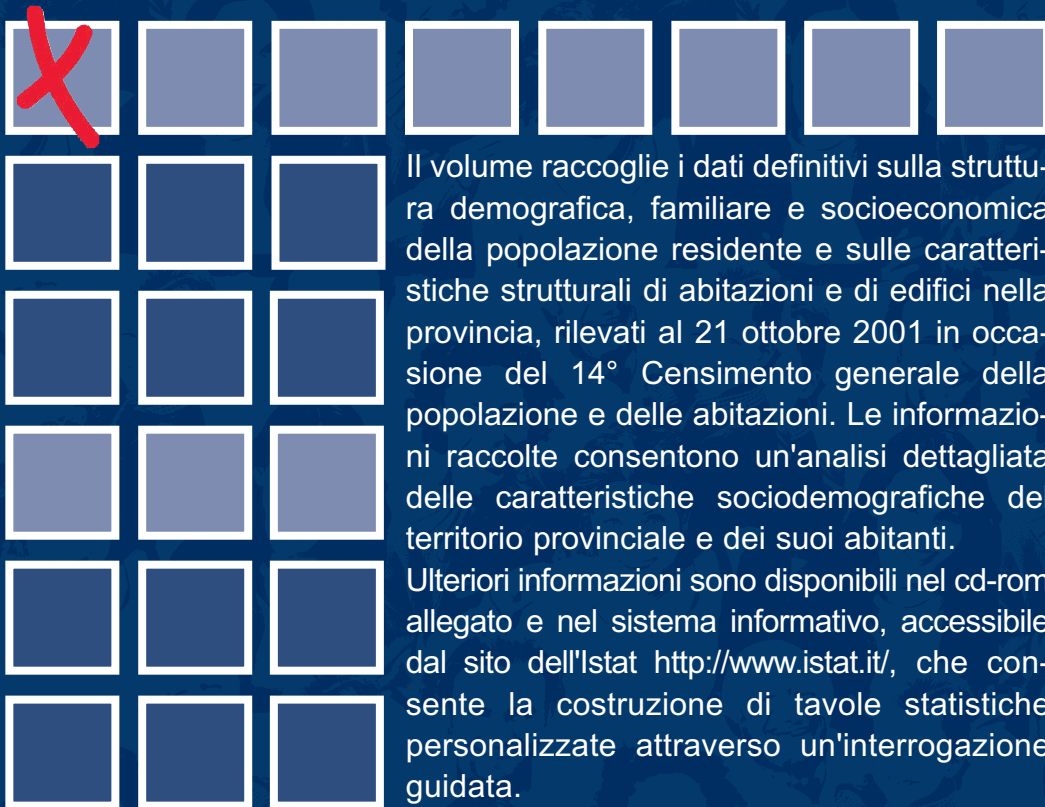 Il volume raccoglie i dati definitivi sulla struttu-
ra demografica, familiare e socioeconomica
della popolazione residente e sulle caratteri-
stiche strutturali di abitazioni e di edifici nella
provincia, rilevati al 21 ottobre 2001 in occa-
sione del 14° Censimento generale della
popolazione e delle abitazioni. Le informazio-
ni raccolte consentono un'analisi dettagliata
delle caratteristiche sociodemografiche del
territorio provinciale e dei suoi abitanti.
Ulteriori informazioni sono disponibili nel cd-rom
allegato e nel sistema informativo, accessibile
dal sito dell'Istat http://www.istat.it/, che con-
sente la costruzione di tavole statistiche
personalizzate attraverso un'interrogazione
guidata.